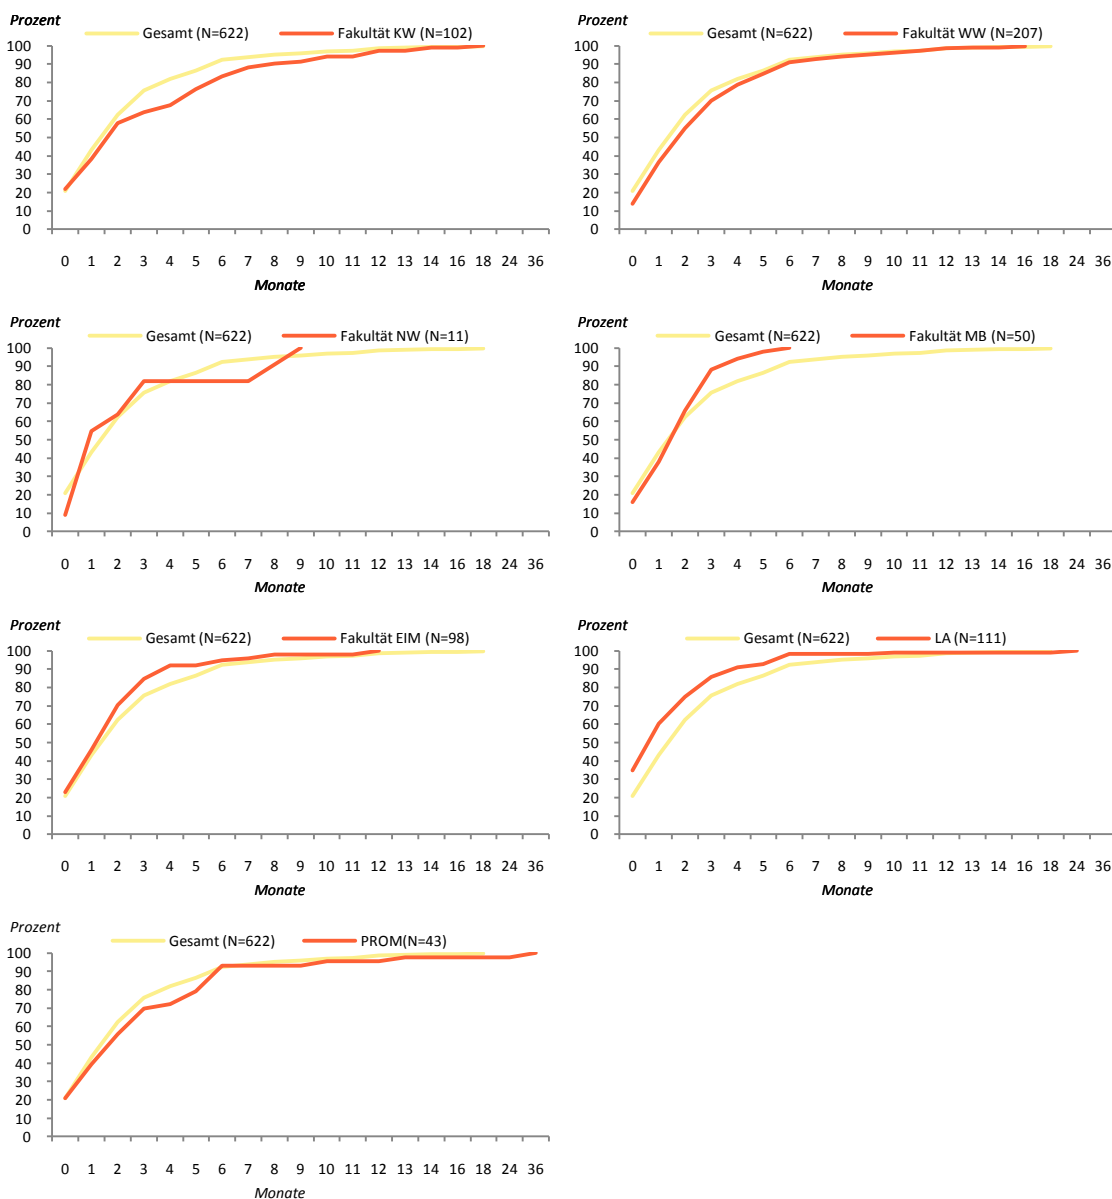 Prozent
Gesamt (N=622) Fakultät KW (N=102)
100
90
80
70
60
50
40
30
20
10
0
0 1 2 3 4 5 6 7 8 9 10 11 12 13 14 16 18 24 36
Monate
Prozent
Gesamt (N=622) Fakultät WW (N=207)
100
90
80
70
60
50
40
30
20
10
0
0 1 2 3 4 5 6 7 8 9 10 11 12 13 14 16 18 24 36
Monate
Prozent
Gesamt (N=622) Fakultät NW (N=11)
100
90
80
70
60
50
40
30
20
10
0
0 1 2 3 4 5 6 7 8 9 10 11 12 13 14 16 18 24 36
Monate
Prozent
Gesamt (N=622) Fakultät MB (N=50)
100
90
80
70
60
50
40
30
20
10
0
0 1 2 3 4 5 6 7 8 9 10 11 12 13 14 16 18 24 36
Monate
Prozent
Gesamt (N=622) Fakultät EIM (N=98)
100
90
80
70
60
50
40
30
20
10
0
0 1 2 3 4 5 6 7 8 9 10 11 12 13 14 16 18 24 36
Monate
Prozent
Gesamt (N=622) LA (N=111)
100
90
80
70
60
50
40
30
20
10
0
0 1 2 3 4 5 6 7 8 9 10 11 12 13 14 16 18 24 36
Monate
Prozent
Gesamt (N=622) PROM(N=43)
100
90
80
70
60
50
40
30
20
10
0
0 1 2 3 4 5 6 7 8 9 10 11 12 13 14 16 18 24 36
Monate